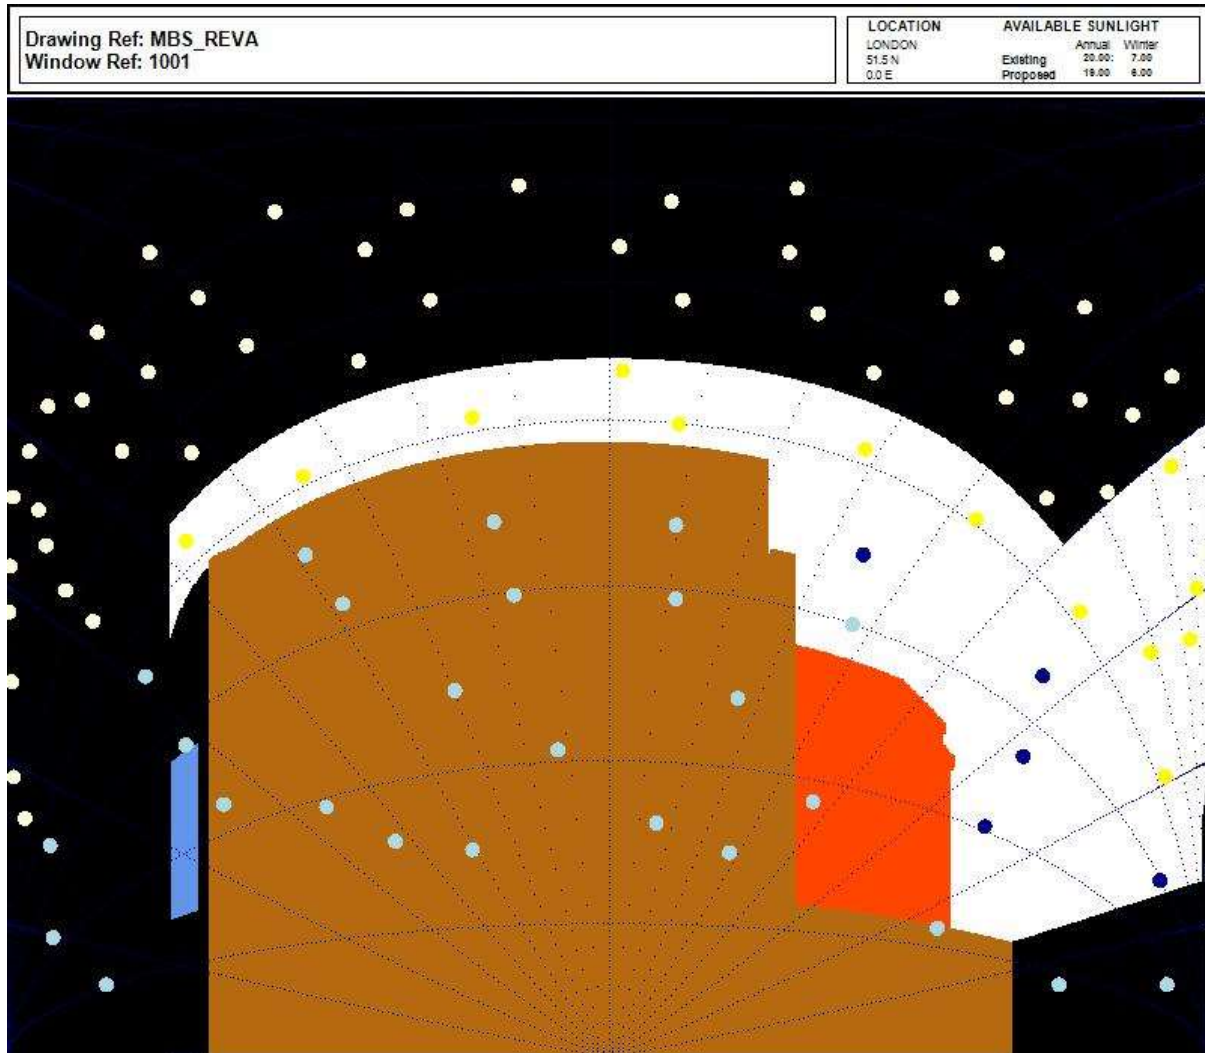 Drawing Ref: MBS_REVA
Window Ref: 1001
LOCATION
LONDON
51.5 N
0.0 E
AVAILABLE SUNLIGHT
Annual Winter
Existing 20.00: 7.00
Proposed 19.00 6.00